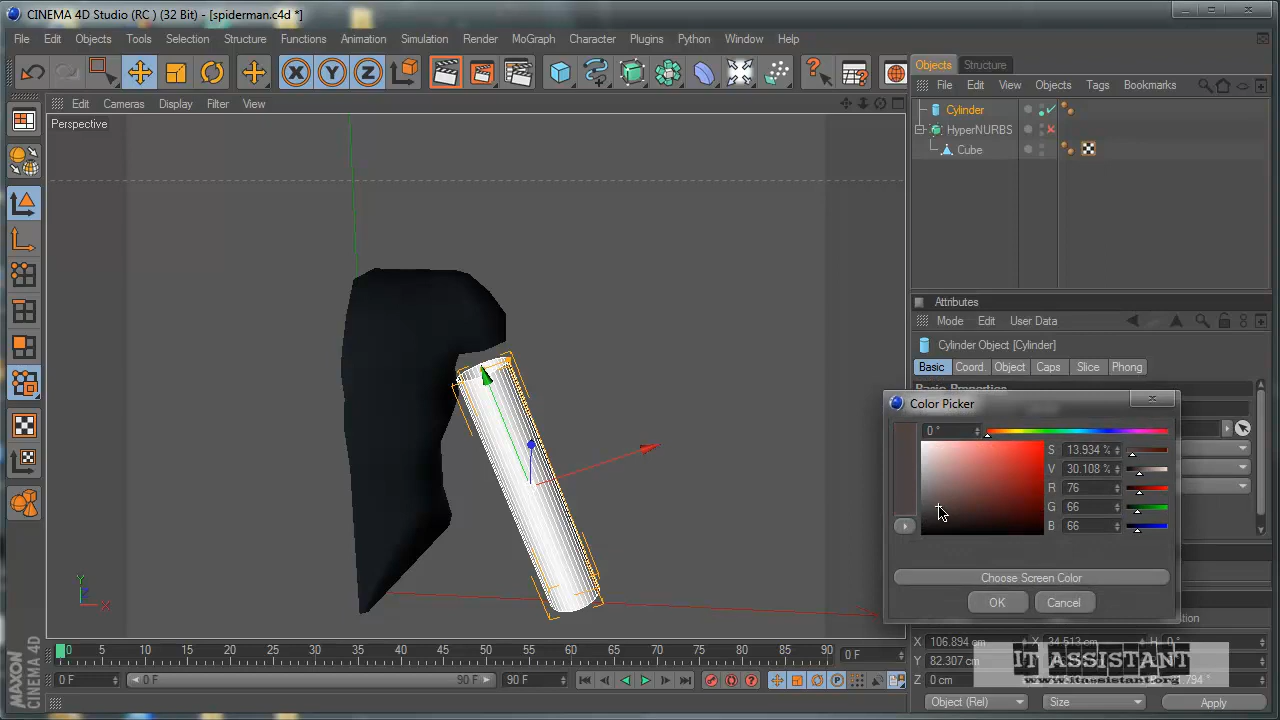 CINEMA 4D Studio (RC ) (32 Bit) - [spiderman.c4d *]
File Edit Objects Tools Selection Structure Functions Animation Simulation Render MoGraph Character Plugins Python Window Help
Objects Structure
Edit Cameras Display Filter View
File Edit View Objects Tags Bookmarks
Perspective
Cylinder
HyperNURBS
Cube
Attributes
Mode Edit User Data
Cylinder Object [Cylinder]
Basic Coord Object Caps Slice Phong
Basic Properties
Color Picker
0 °
S 13.934 %
V 30.108 %
R 76
G 66
B 66
Choose Screen Color
OK Cancel
Y
Z
X
0 5 10 15 20 25 30 35 40 45 50 55 60 65 70 75 80 85 90 0 F
0 F 0 F 90 F 90 F
X 106.894 cm X 34.513 cm H 0 °
Y 82.307 cm
Z 0 cm
Object (Rel) Size Apply
IT ASSISTANT
www.itassistant.org
MAXON
CINEMA 4D